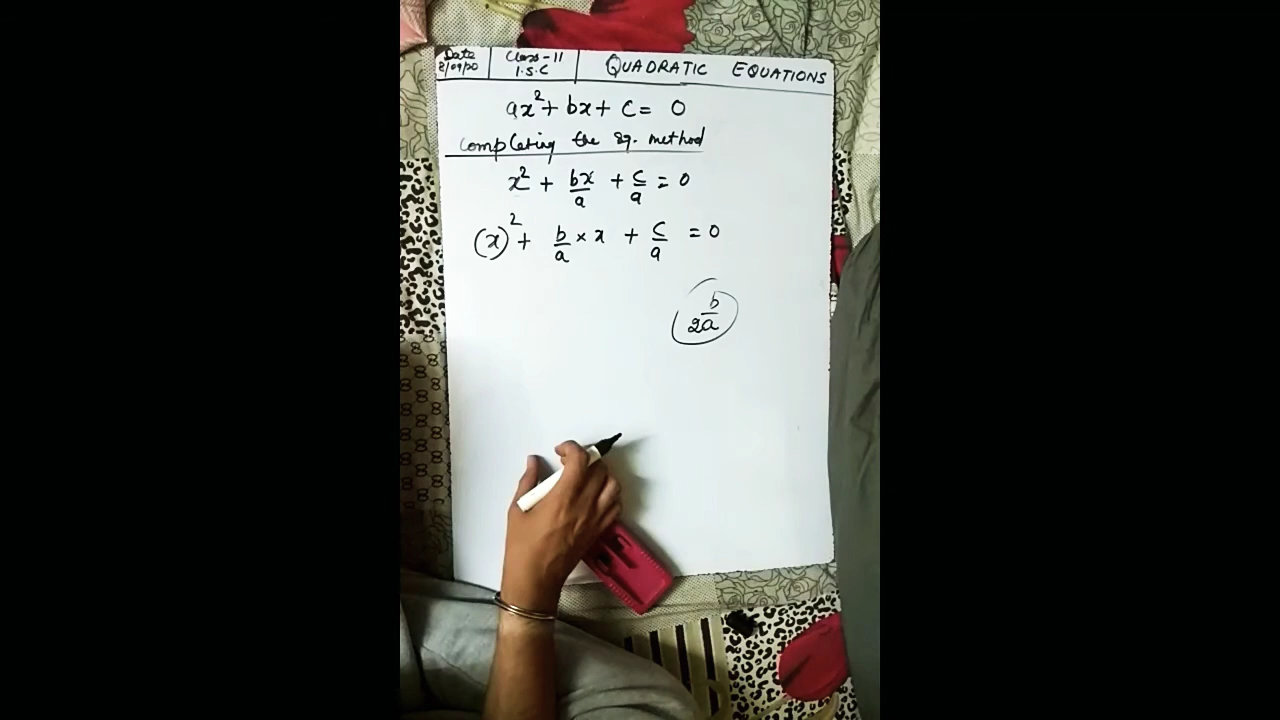 Date 8/09/20 Class-11 I.S.C QUADRATIC EQUATIONS
ax² + bx + c = 0
completing the sq. method
x² + bx/a + c/a = 0
(x)² + b/a × x + c/a = 0
b/2a